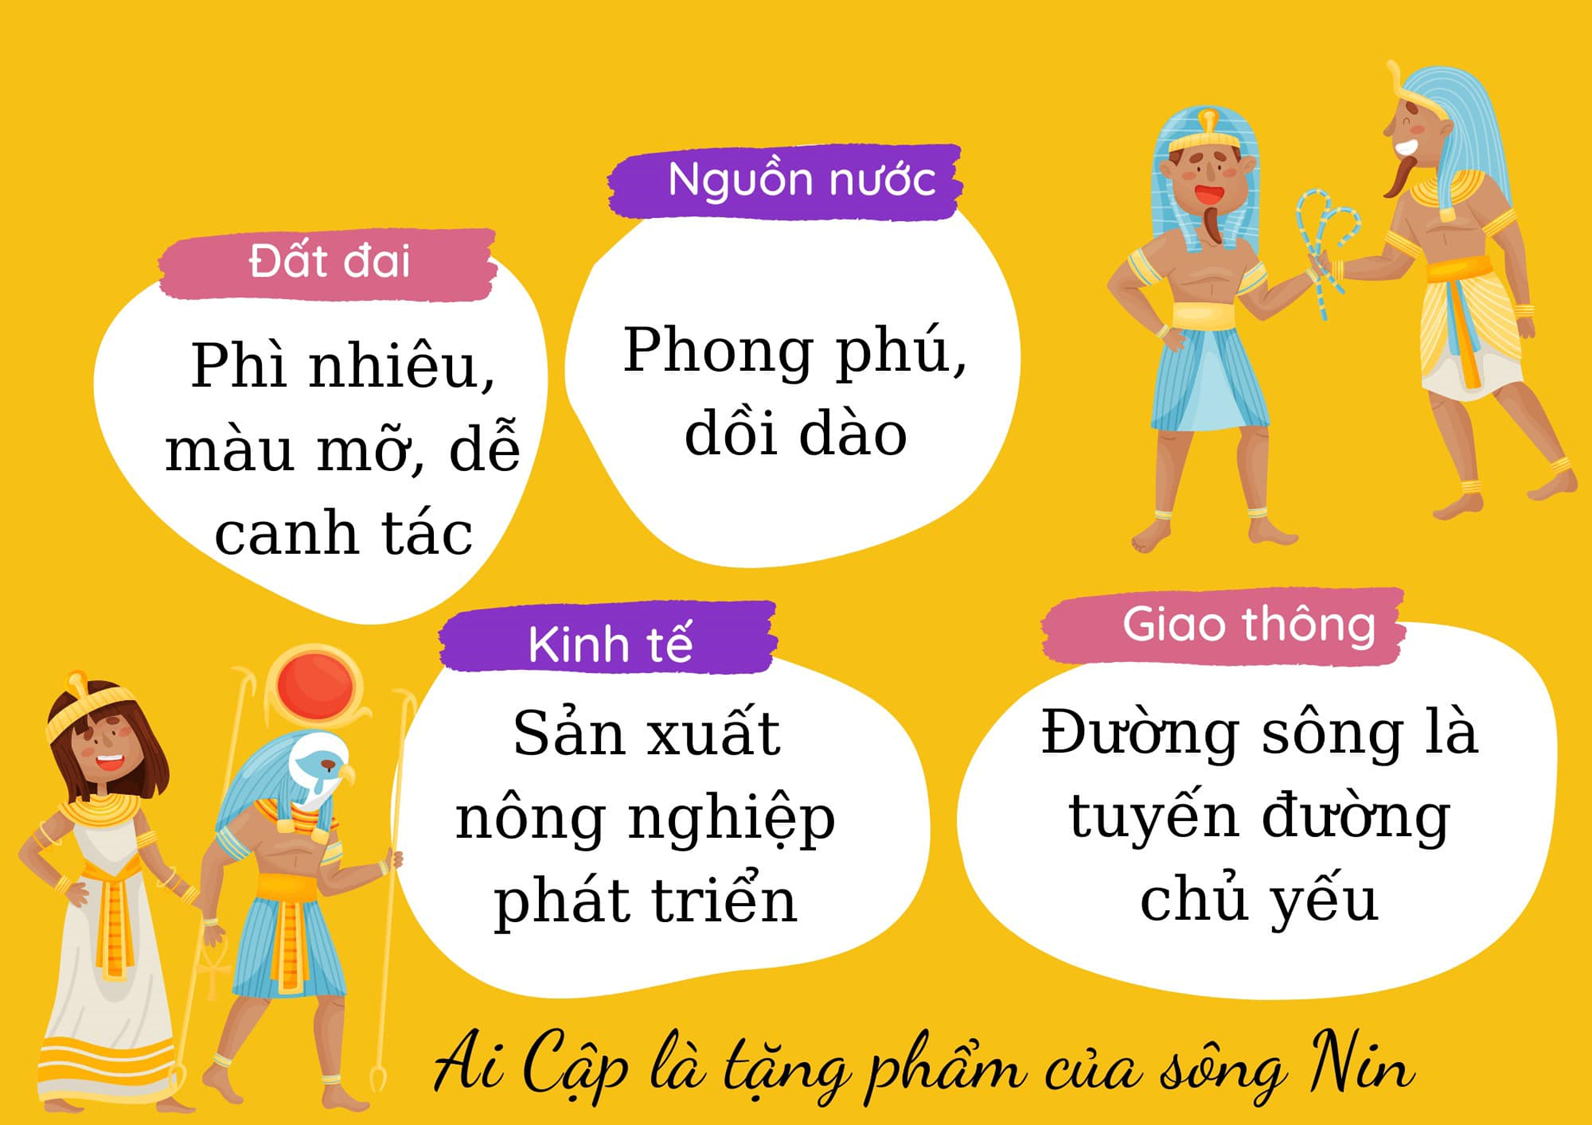 Đất đai
Phì nhiêu,
màu mỡ, dễ
canh tác
Nguồn nước
Phong phú,
dồi dào
Kinh tế
Sản xuất
nông nghiệp
phát triển
Giao thông
Đường sông là
tuyến đường
chủ yếu
Ai Cập là tặng phẩm của sông Nin